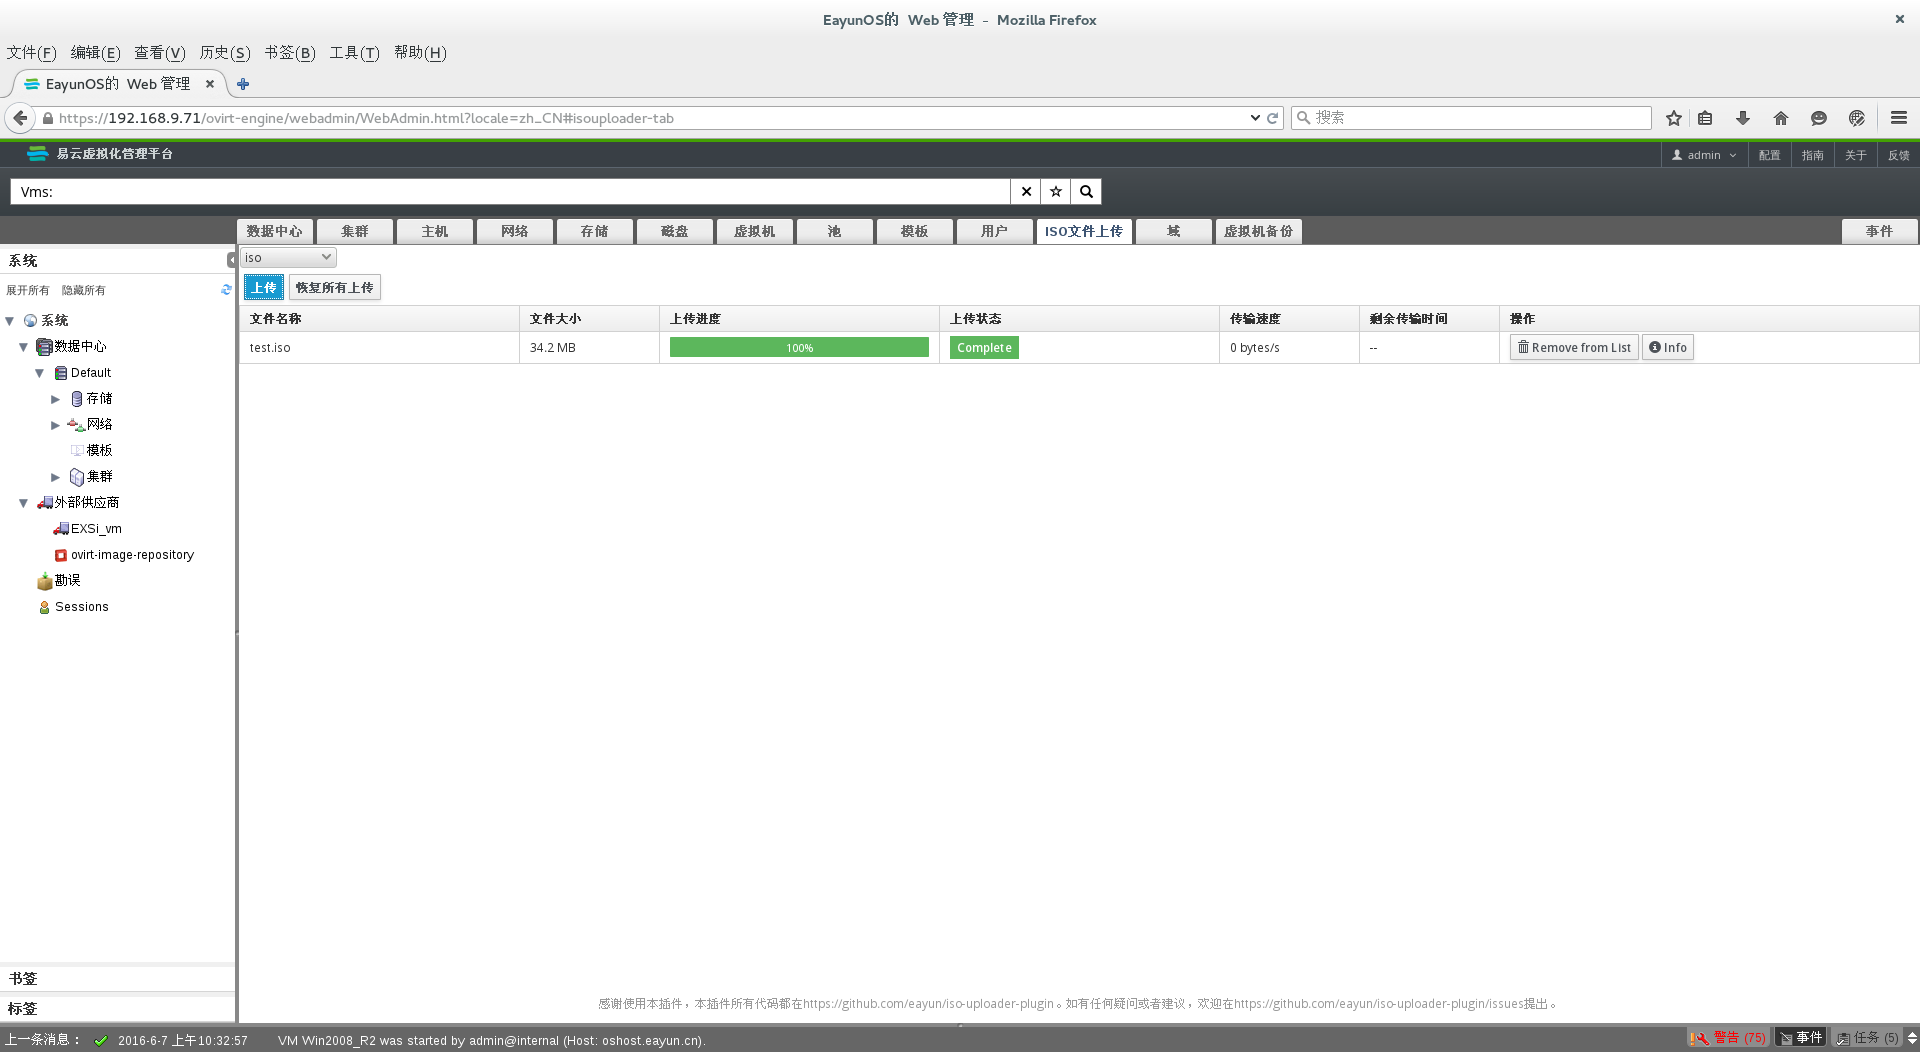 EayunOS的 Web 管理 - Mozilla Firefox
文件(F) 编辑(E) 查看(V) 历史(S) 书签(B) 工具(T) 帮助(H)
EayunOS的 Web 管理
https://192.168.9.71/ovirt-engine/webadmin/WebAdmin.html?locale=zh_CN#isouploader-tab 搜索
易云虚拟化管理平台 admin 配置 指南 关于 反馈
Vms:
数据中心 集群 主机 网络 存储 磁盘 虚拟机 池 模板 用户 ISO文件上传 域 虚拟机备份 事件
系统 iso
展开所有 隐藏所有 上传 恢复所有上传
文件名称 文件大小 上传进度 上传状态 传输速度 剩余传输时间 操作
test.iso 34.2 MB 100% Complete 0 bytes/s -- Remove from List Info
系统
数据中心
Default
存储
网络
模板
集群
外部供应商
EXSi_vm
ovirt-image-repository
勘误
Sessions
书签
标签
感谢使用本插件，本插件所有代码都在https://github.com/eayun/iso-uploader-plugin。如有任何疑问或者建议，欢迎在https://github.com/eayun/iso-uploader-plugin/issues提出。
上一条消息： 2016-6-7 上午10:32:57 VM Win2008_R2 was started by admin@internal (Host: oshost.eayun.cn). 警告 (75) 事件 任务 (5)